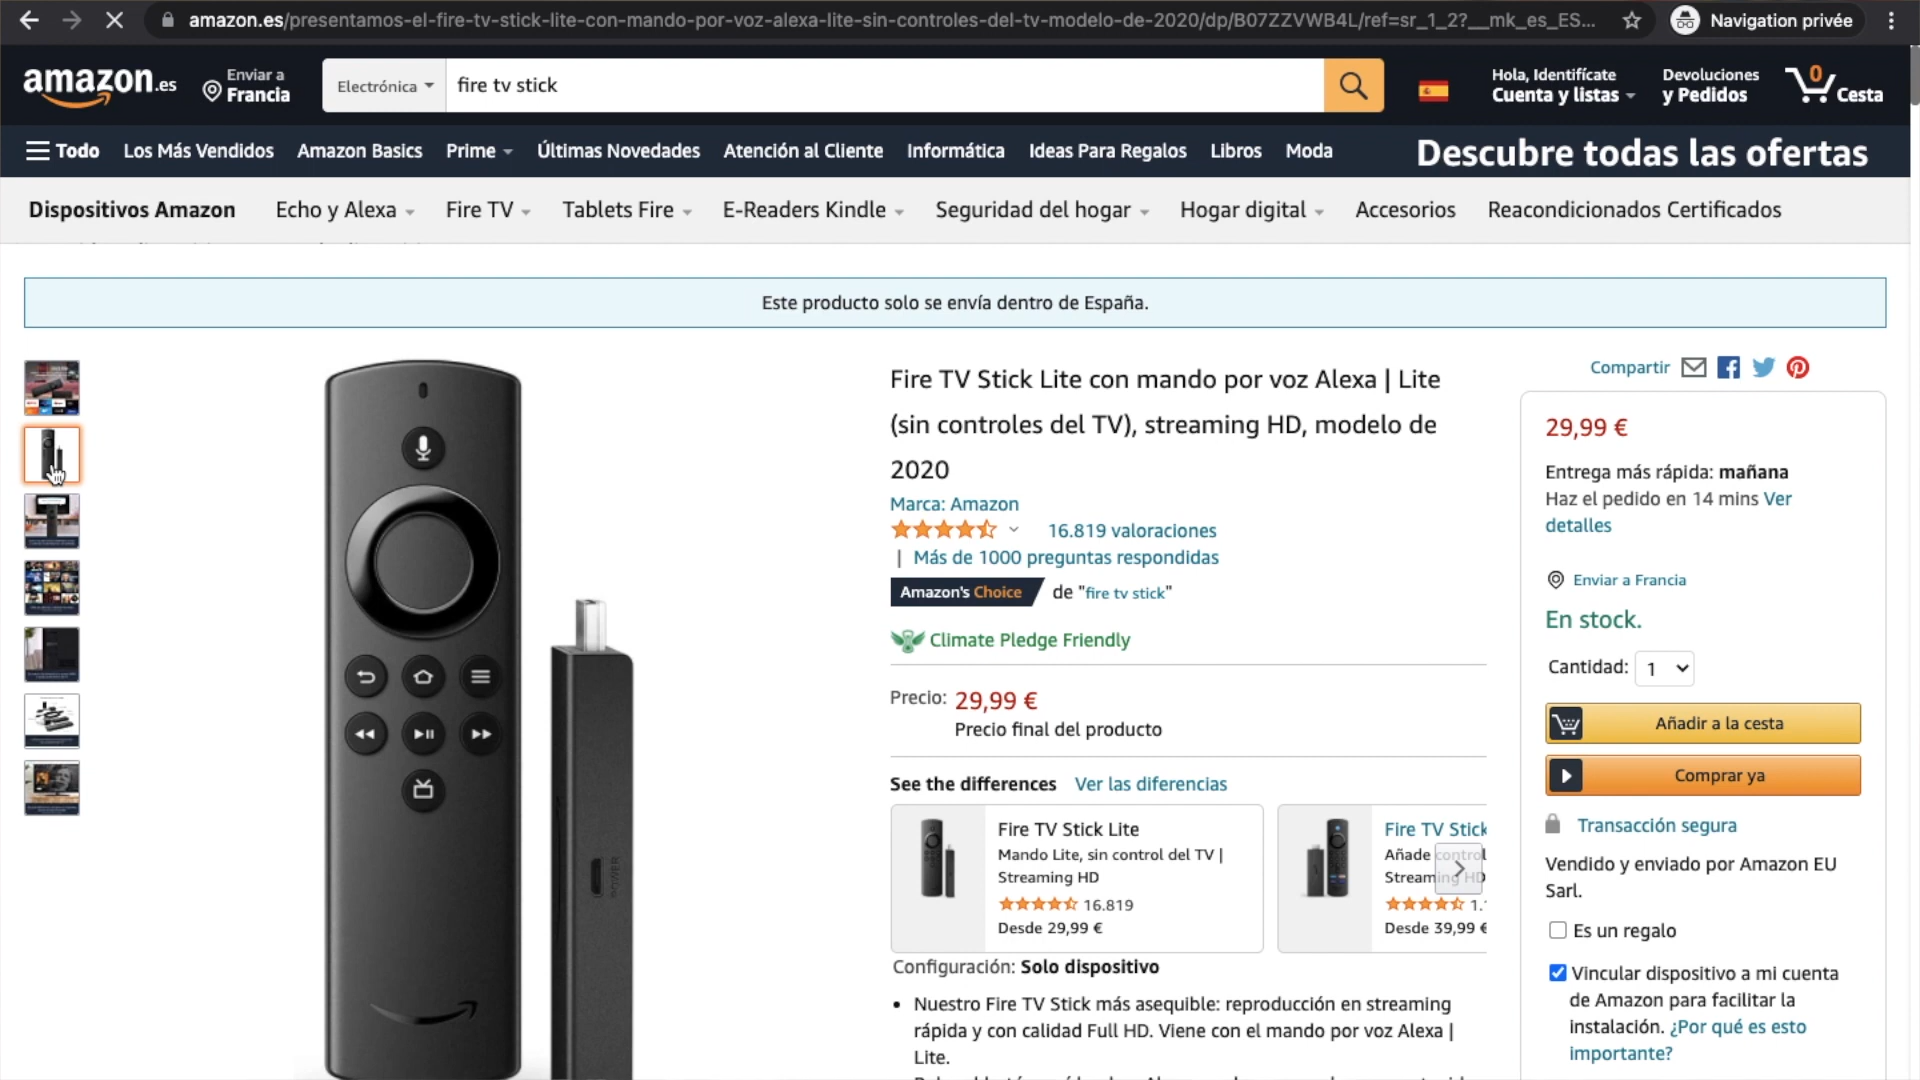 amazon.es/presentamos-el-fire-tv-stick-lite-con-mando-por-voz-alexa-lite-sin-controles-del-tv-modelo-de-2020/dp/B07ZZVWB4L/ref=sr_1_2?__mk_es_ES...
Navigation privée
amazon.es
Enviar a
Francia
Electrónica
fire tv stick
Hola, Identifícate
Cuenta y listas
Devoluciones
y Pedidos
0
Cesta
Todo
Los Más Vendidos
Amazon Basics
Prime
Últimas Novedades
Atención al Cliente
Informática
Ideas Para Regalos
Libros
Moda
Descubre todas las ofertas
Dispositivos Amazon
Echo y Alexa
Fire TV
Tablets Fire
E-Readers Kindle
Seguridad del hogar
Hogar digital
Accesorios
Reacondicionados Certificados
Este producto solo se envía dentro de España.
Fire TV Stick Lite con mando por voz Alexa | Lite
(sin controles del TV), streaming HD, modelo de
2020
Marca: Amazon
16.819 valoraciones
| Más de 1000 preguntas respondidas
Amazon's Choice de "fire tv stick"
Climate Pledge Friendly
Precio: 29,99 €
Precio final del producto
See the differences Ver las diferencias
Fire TV Stick Lite
Mando Lite, sin control del TV |
Streaming HD
16.819
Desde 29,99 €
Fire TV Stick
Añade control
Streaming HD
1.
Desde 39,99 €
Configuración: Solo dispositivo
• Nuestro Fire TV Stick más asequible: reproducción en streaming
rápida y con calidad Full HD. Viene con el mando por voz Alexa |
Lite.
POWER
Compartir
29,99 €
Entrega más rápida: mañana
Haz el pedido en 14 mins Ver
detalles
Enviar a Francia
En stock.
Cantidad: 1
Añadir a la cesta
Comprar ya
Transacción segura
Vendido y enviado por Amazon EU
Sarl.
Es un regalo
Vincular dispositivo a mi cuenta
de Amazon para facilitar la
instalación. ¿Por qué es esto
importante?